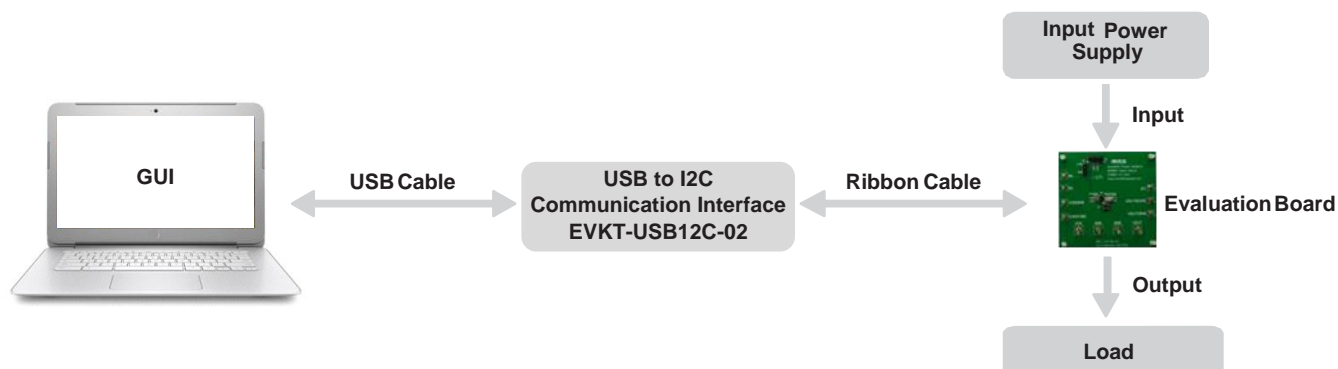 Input Power
Supply
Input
GUI
USB Cable
USB to I2C
Communication Interface
EVKT-USB12C-02
Ribbon Cable
Evaluation Board
Output
Load